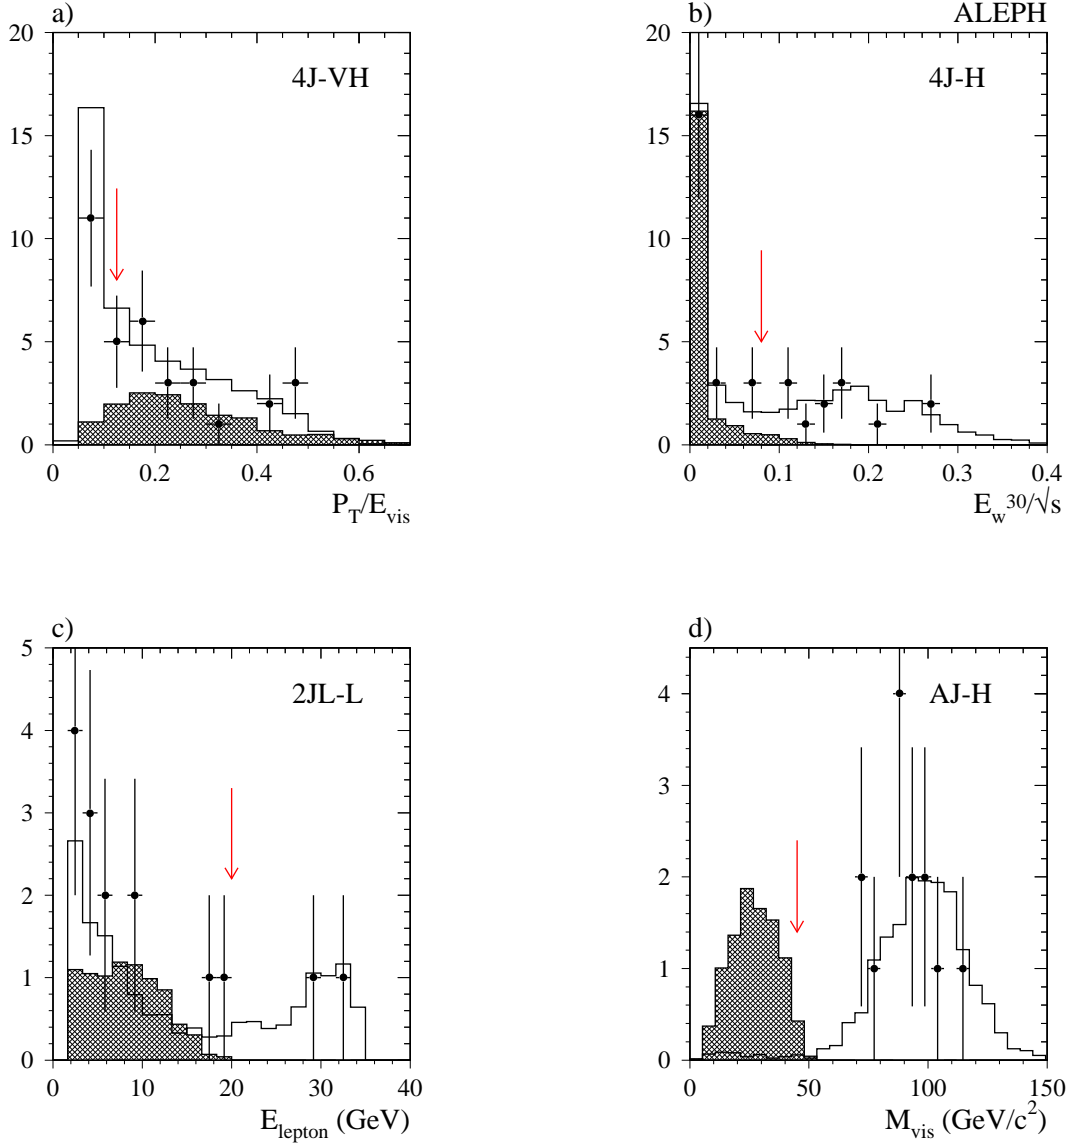 a)
4J-VH
20
15
10
5
0
0 0.2 0.4 0.6
P_T/E_vis
b) ALEPH
4J-H
20
15
10
5
0
0 0.1 0.2 0.3 0.4
E_w^30/√s
c)
2JL-L
5
4
3
2
1
0
0 10 20 30 40
E_lepton (GeV)
d)
AJ-H
4
3
2
1
0
0 50 100 150
M_vis (GeV/c^2)